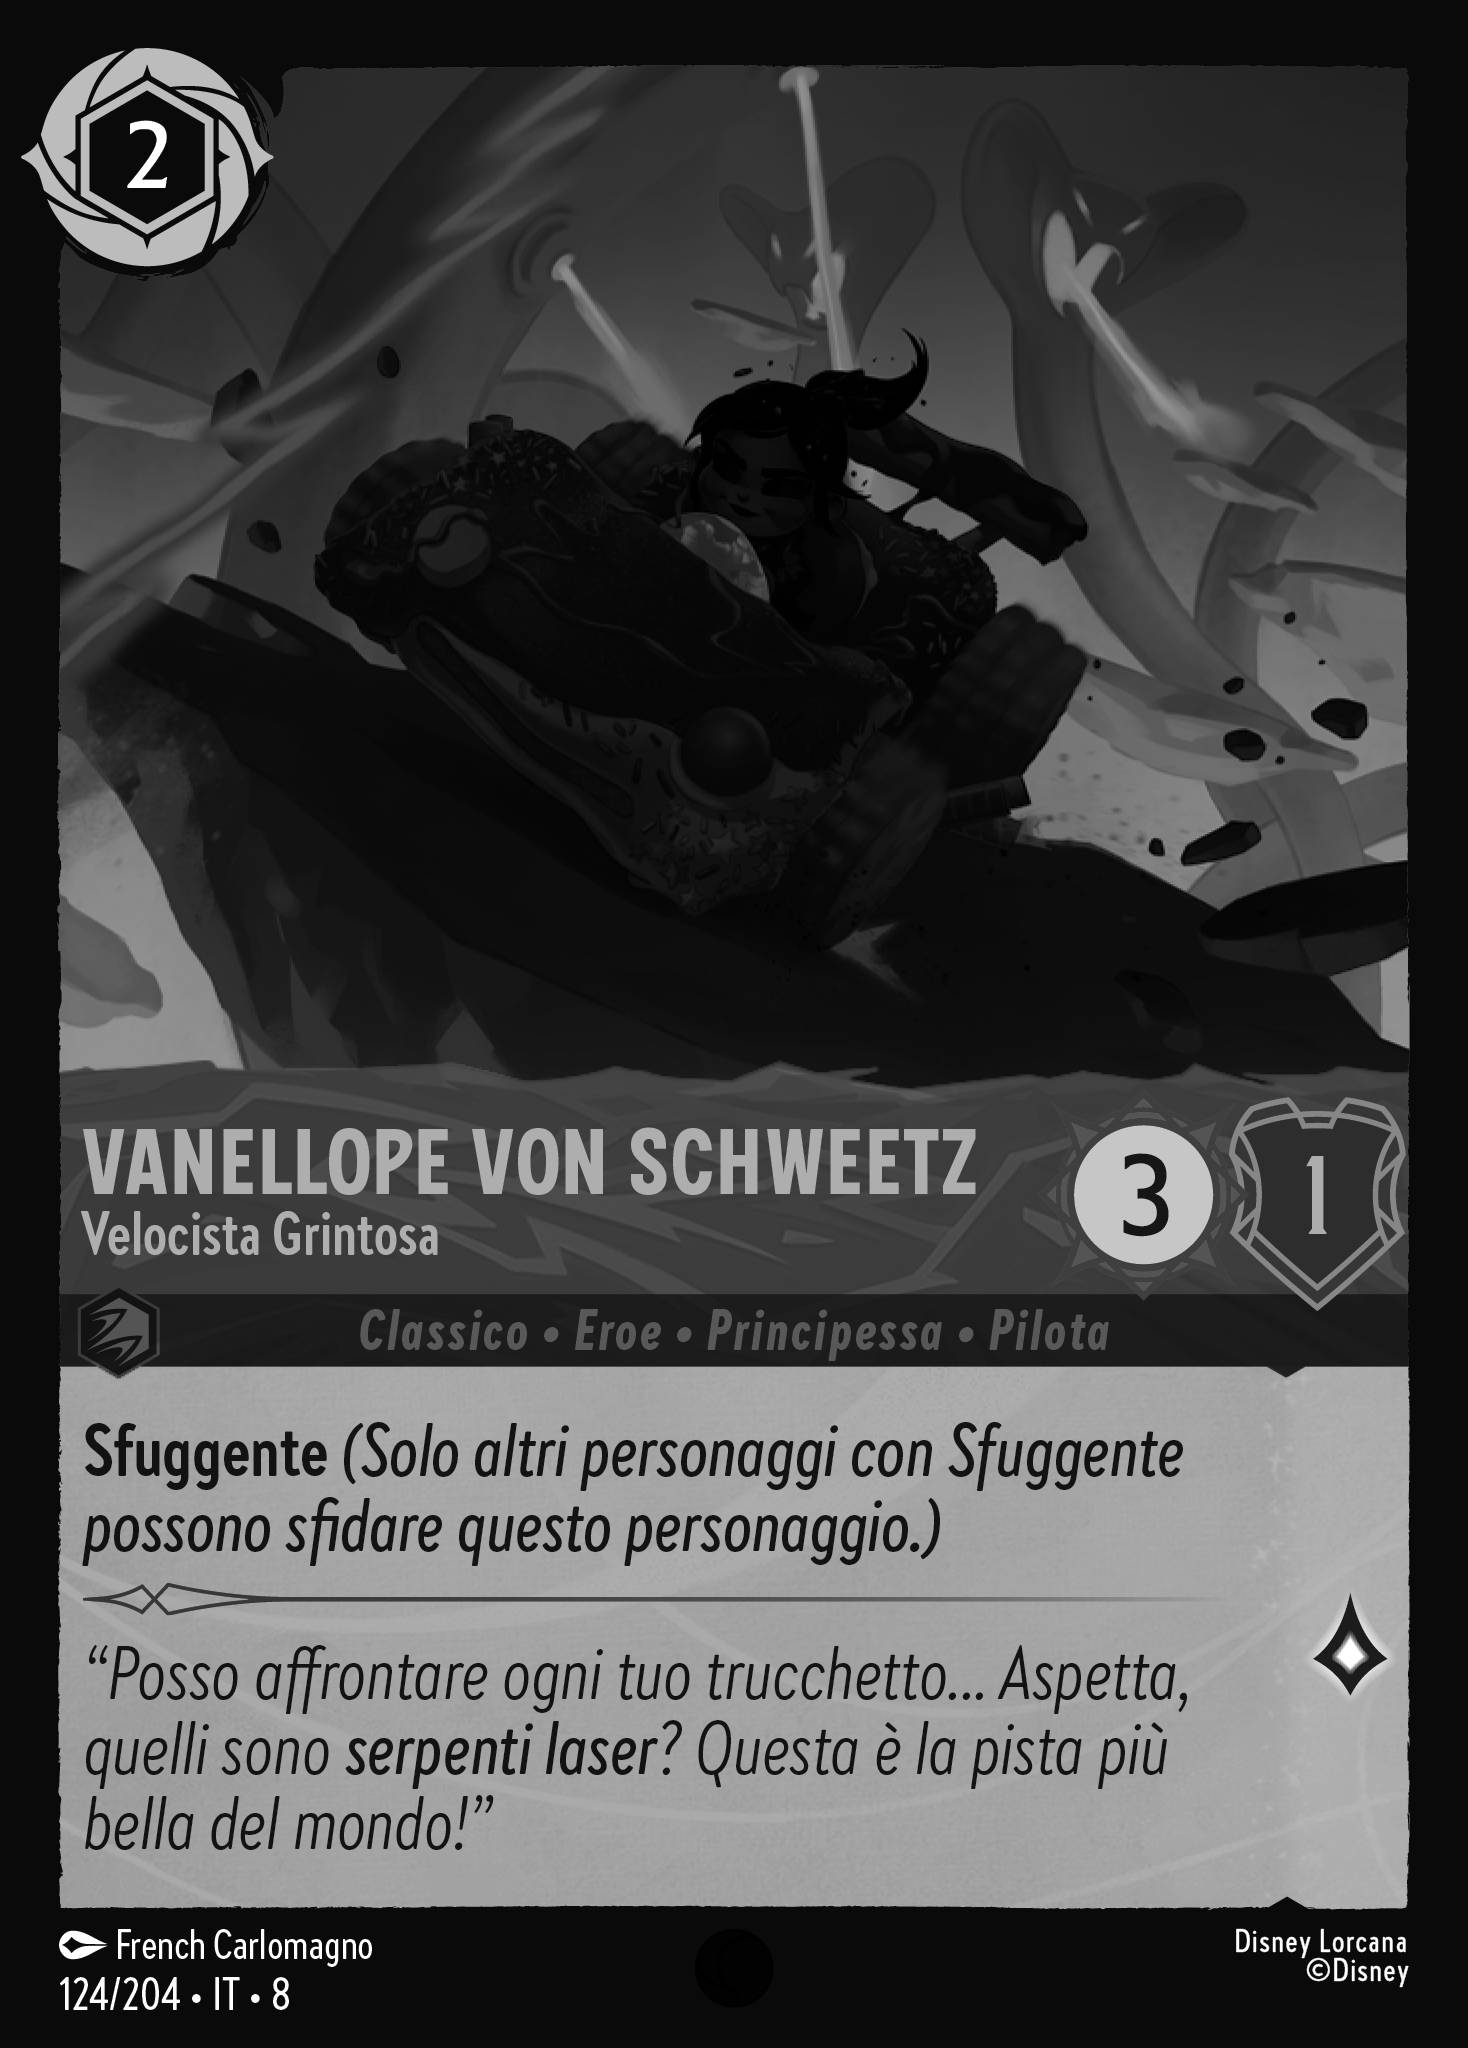 2
VANELLOPE VON SCHWEETZ
Velocista Grintosa
3
1
Classico • Eroe • Principessa • Pilota
Sfuggente (Solo altri personaggi con Sfuggente
possono sfidare questo personaggio.)
“Posso affrontare ogni tuo trucchetto... Aspetta,
quelli sono serpenti laser? Questa è la pista più
bella del mondo!”
French Carlomagno
124/204 • IT • 8
Disney Lorcana
©Disney